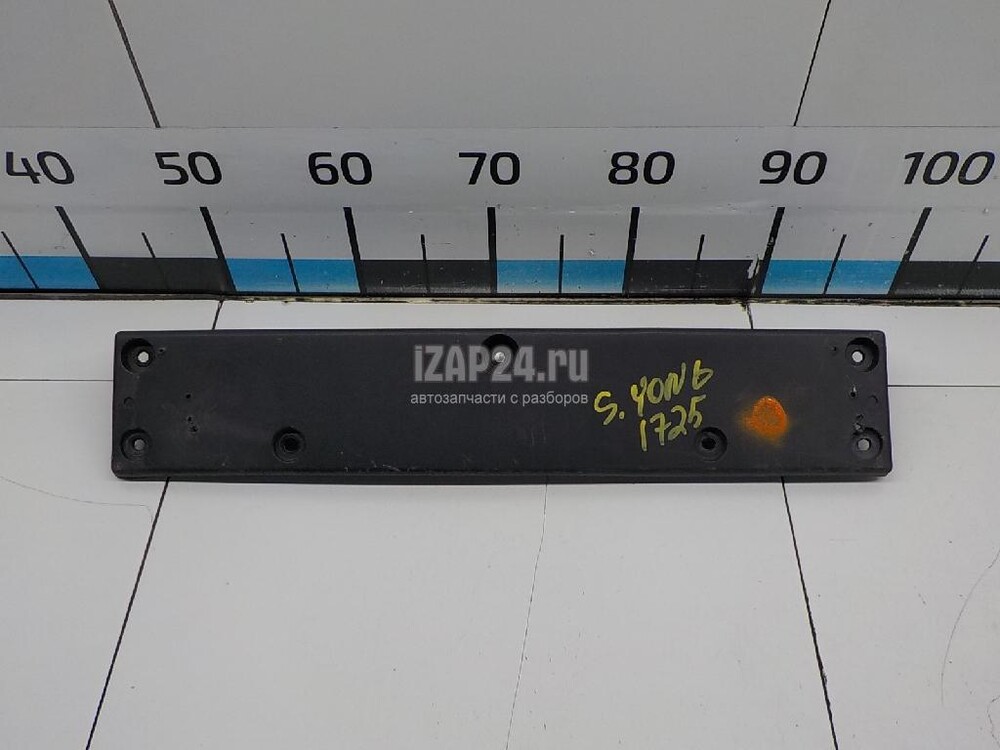 40 50 60 70 80 90 100
iZAP24.ru
автозапчасти с разборов
S.YONG
1725